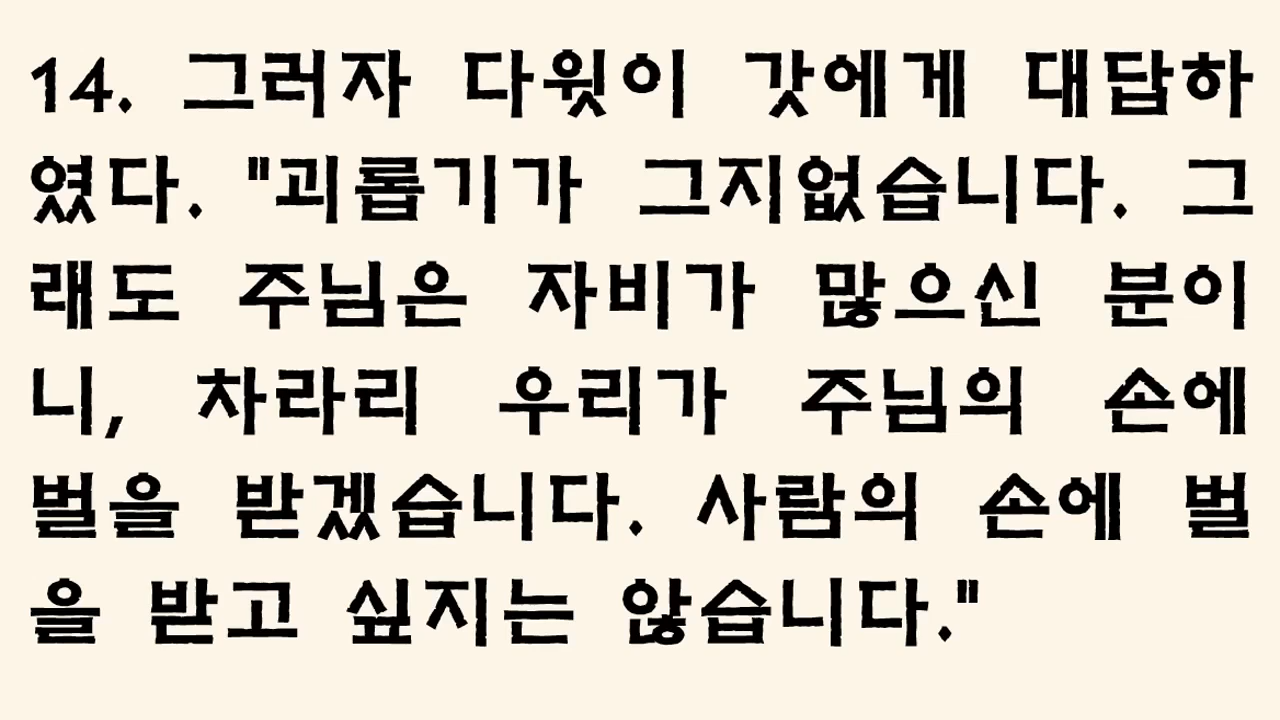 14. 그러자 다윗이 갓에게 대답하
였다. "괴롭기가 그지없습니다. 그
래도 주님은 자비가 많으신 분이
니, 차라리 우리가 주님의 손에
벌을 받겠습니다. 사람의 손에 벌
을 받고 싶지는 않습니다."